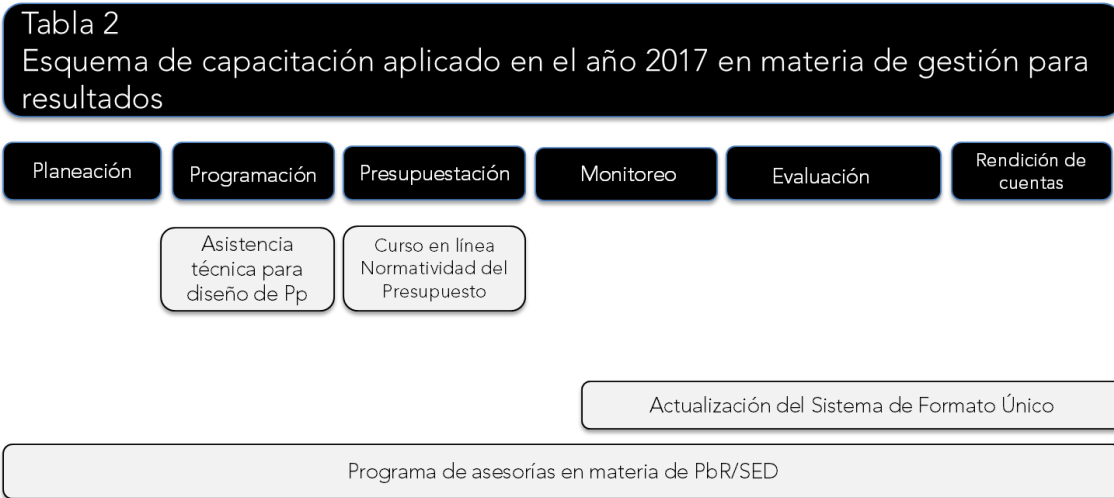 Tabla 2
Esquema de capacitación aplicado en el año 2017 en materia de gestión para
resultados
Planeación
Programación
Presupuestación
Monitoreo
Evaluación
Rendición de
cuentas
Asistencia
técnica para
diseño de Pp
Curso en línea
Normatividad del
Presupuesto
Actualización del Sistema de Formato Único
Programa de asesorías en materia de PbR/SED